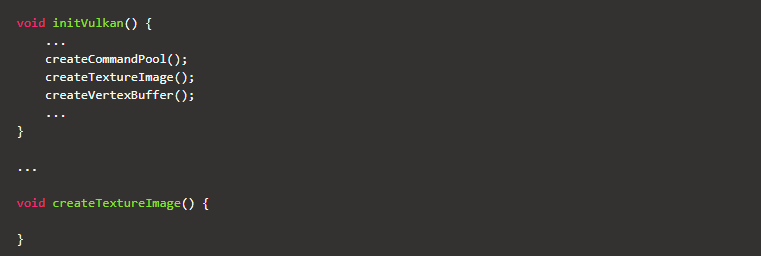 void initVulkan() {
    ...
    createCommandPool();
    createTextureImage();
    createVertexBuffer();
    ...
}
...
void createTextureImage() {
}